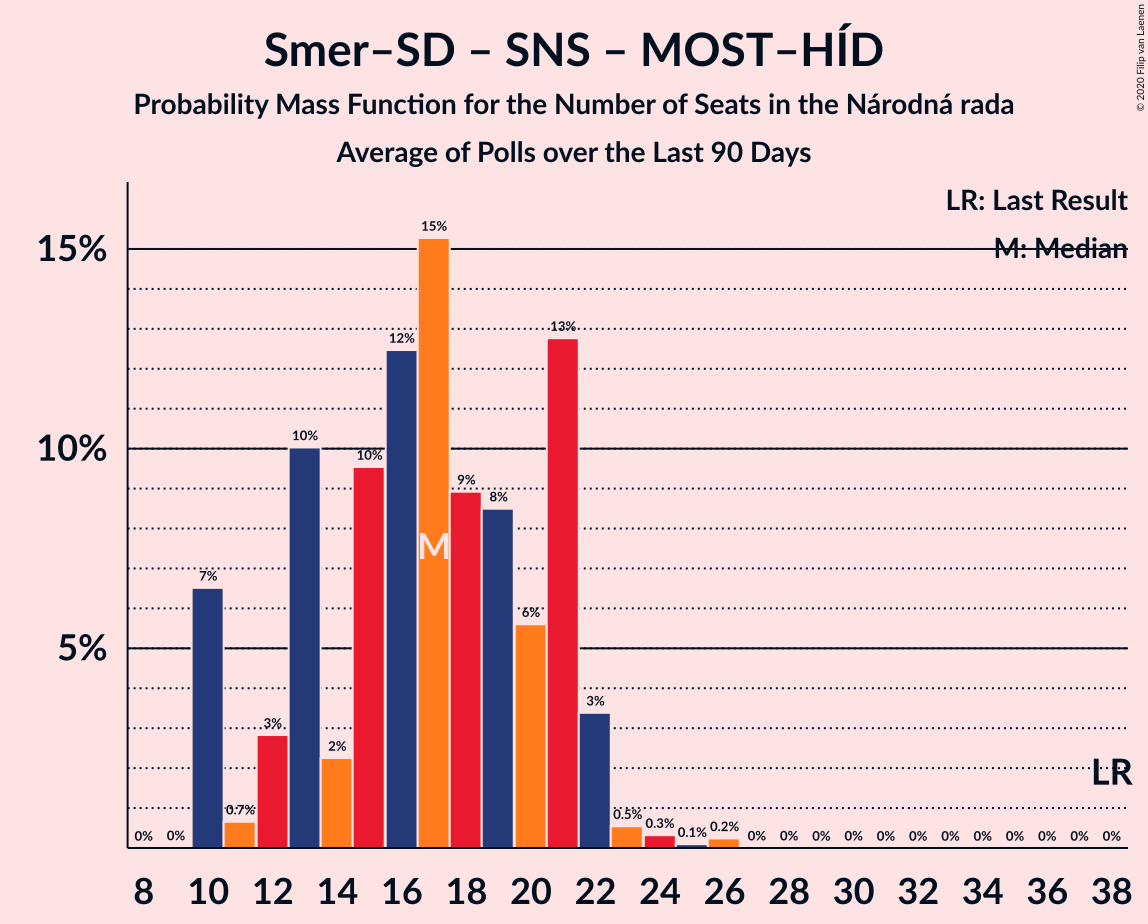 Smer–SD – SNS – MOST–HÍD
Probability Mass Function for the Number of Seats in the Národná rada
Average of Polls over the Last 90 Days
© 2020 Filip van Laenen
LR: Last Result
M: Median
15%
10%
5%
0% 0% 7% 0.7% 3% 10% 2% 10% 12% 15% 9% 8% 6% 13% 3% 0.5% 0.3% 0.1% 0.2% 0% 0% 0% 0% 0% 0% 0% 0% 0% 0% 0% 0%
M
LR
8 10 12 14 16 18 20 22 24 26 28 30 32 34 36 38